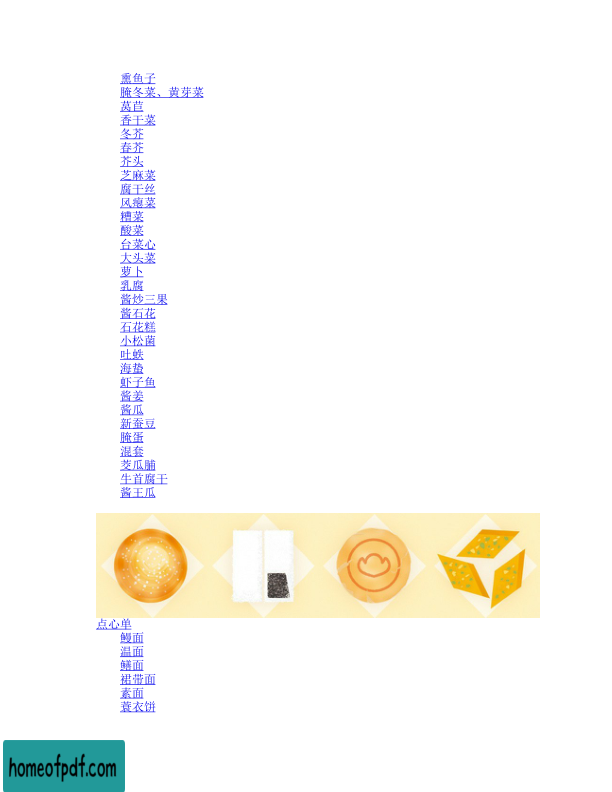 熏鱼子
腌冬菜、黄芽菜
莴苣
香干菜
冬芥
春芥
芥头
芝麻菜
腐干丝
风瘪菜
糟菜
酸菜
台菜心
大头菜
萝卜
乳腐
酱炒三果
酱石花
石花糕
小松菌
吐蛈
海蛰
虾子鱼
酱姜
酱瓜
新蚕豆
腌蛋
混套
茭瓜脯
牛首腐干
酱王瓜
点心单
鳗面
温面
鳝面
裙带面
素面
蓑衣饼
homeofpdf.com